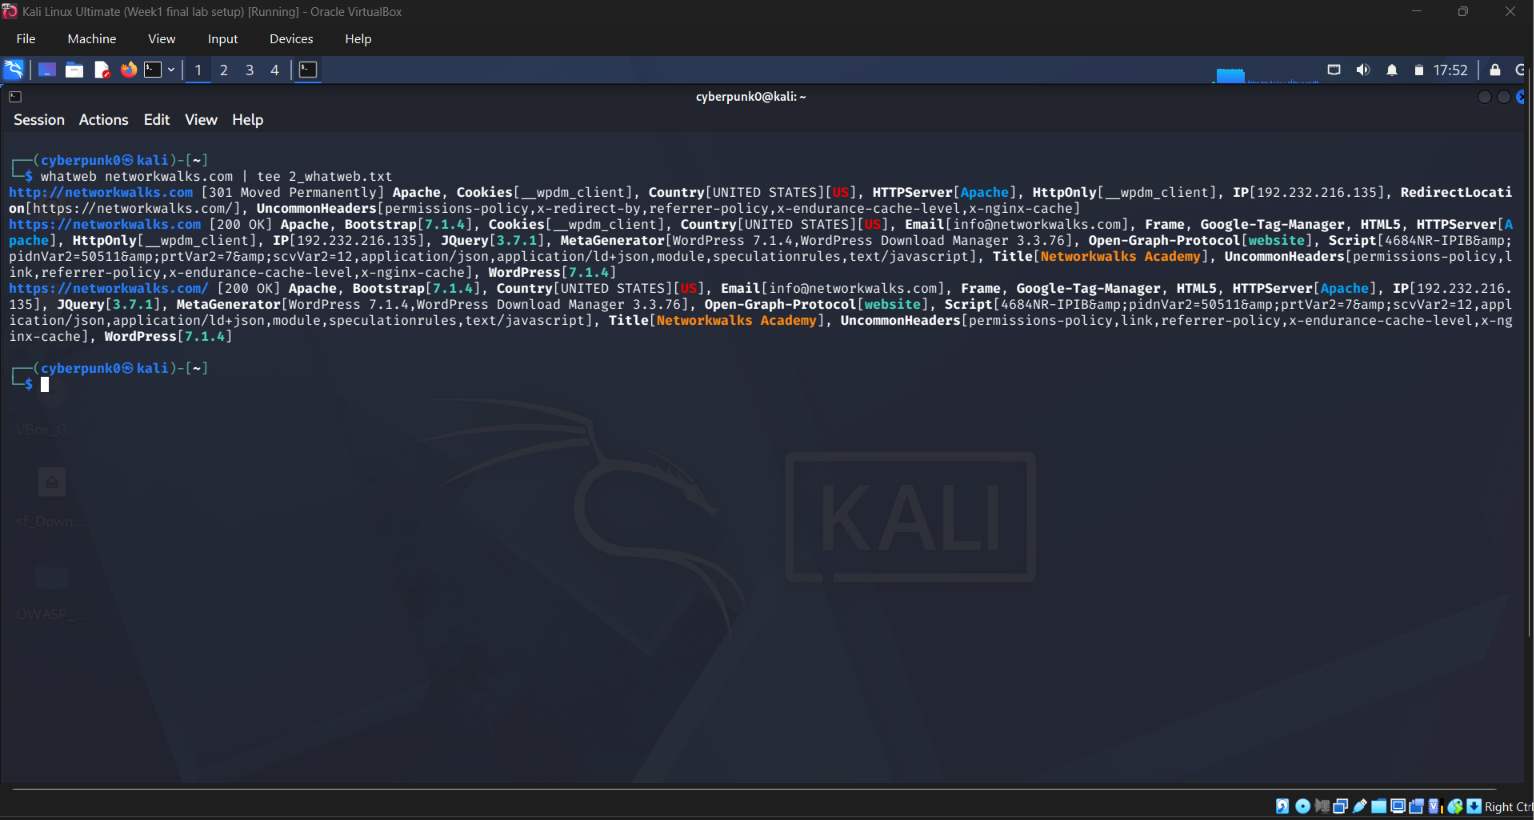 Kali Linux Ultimate (Week1 final lab setup) [Running] - Oracle VirtualBox
File Machine View Input Devices Help
1 2 3 4 17:52
cyberpunk0@kali: ~
Session Actions Edit View Help
┌──(cyberpunk0㉿kali)-[~]
└─$ whatweb networkwalks.com | tee 2_whatweb.txt
http://networkwalks.com [301 Moved Permanently] Apache, Cookies[__wpdm_client], Country[UNITED STATES][US], HTTPServer[Apache], HttpOnly[__wpdm_client], IP[192.232.216.135], RedirectLocati
on[https://networkwalks.com/], UncommonHeaders[permissions-policy,x-redirect-by,referrer-policy,x-endurance-cache-level,x-nginx-cache]
https://networkwalks.com [200 OK] Apache, Bootstrap[7.1.4], Cookies[__wpdm_client], Country[UNITED STATES][US], Email[info@networkwalks.com], Frame, Google-Tag-Manager, HTML5, HTTPServer[A
pache], HttpOnly[__wpdm_client], IP[192.232.216.135], JQuery[3.7.1], MetaGenerator[WordPress 7.1.4,WordPress Download Manager 3.3.76], Open-Graph-Protocol[website], Script[4684NR-IPIB&amp;
pidnVar2=50511&amp;prtVar2=7&amp;scvVar2=12,application/json,application/ld+json,module,speculationrules,text/javascript], Title[Networkwalks Academy], UncommonHeaders[permissions-policy,l
ink,referrer-policy,x-endurance-cache-level,x-nginx-cache], WordPress[7.1.4]
https://networkwalks.com/ [200 OK] Apache, Bootstrap[7.1.4], Country[UNITED STATES][US], Email[info@networkwalks.com], Frame, Google-Tag-Manager, HTML5, HTTPServer[Apache], IP[192.232.216.
135], JQuery[3.7.1], MetaGenerator[WordPress 7.1.4,WordPress Download Manager 3.3.76], Open-Graph-Protocol[website], Script[4684NR-IPIB&amp;pidnVar2=50511&amp;prtVar2=7&amp;scvVar2=12,appl
ication/json,application/ld+json,module,speculationrules,text/javascript], Title[Networkwalks Academy], UncommonHeaders[permissions-policy,link,referrer-policy,x-endurance-cache-level,x-ng
inx-cache], WordPress[7.1.4]
┌──(cyberpunk0㉿kali)-[~]
└─$
VBox_G...
sf_Down...
KALI
OWASP_...
Right Ctrl